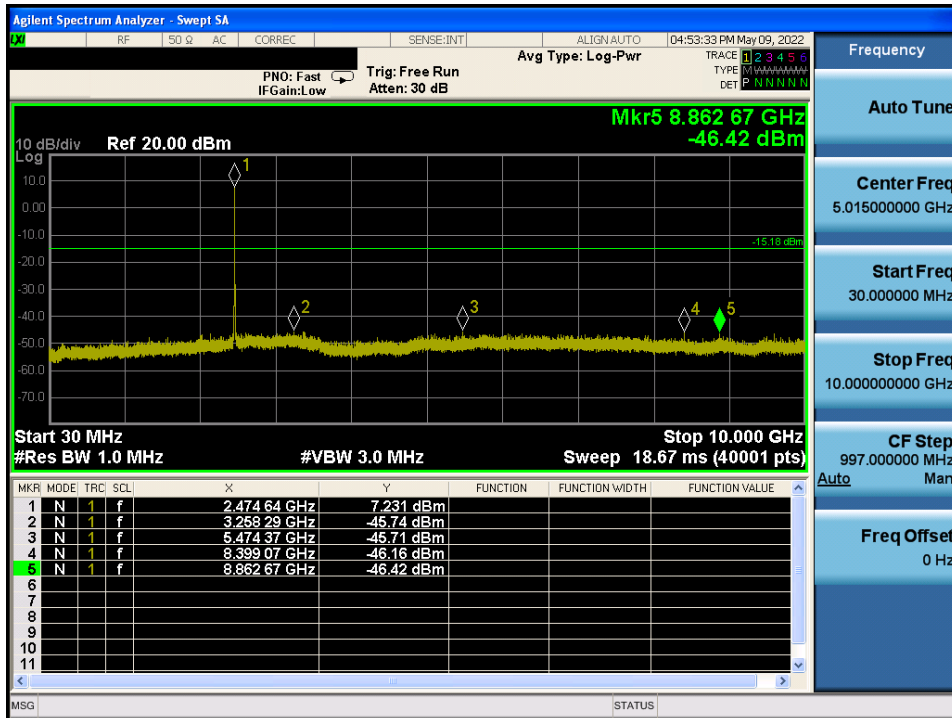 Agilent Spectrum Analyzer - Swept SA
LXI RF 50 Ω AC CORREC SENSE:INT ALIGN AUTO 04:53:33 PM May 09, 2022
Frequency
PNO: Fast
IFGain:Low
Trig: Free Run
Atten: 30 dB
Avg Type: Log-Pwr
TRACE 1 2 3 4 5 6
TYPE M
DET P N N N N N
Auto Tune
Mkr5 8.862 67 GHz
-46.42 dBm
10 dB/div Ref 20.00 dBm
Log
10.0
0.00
-10.0
-20.0
-30.0
-40.0
-50.0
-60.0
-70.0
1
2
3
4
5
-15.18 dBm
Center Freq
5.015000000 GHz
Start Freq
30.000000 MHz
Stop Freq
10.000000000 GHz
Start 30 MHz Stop 10.000 GHz
#Res BW 1.0 MHz #VBW 3.0 MHz Sweep 18.67 ms (40001 pts)
CF Step
997.000000 MHz
Auto Man
Freq Offset
0 Hz
MKR MODE TRC SCL X Y FUNCTION FUNCTION WIDTH FUNCTION VALUE
1 N 1 f 2.474 64 GHz 7.231 dBm
2 N 1 f 3.258 29 GHz -45.74 dBm
3 N 1 f 5.474 37 GHz -45.71 dBm
4 N 1 f 8.399 07 GHz -46.16 dBm
5 N 1 f 8.862 67 GHz -46.42 dBm
6
7
8
9
10
11
MSG STATUS